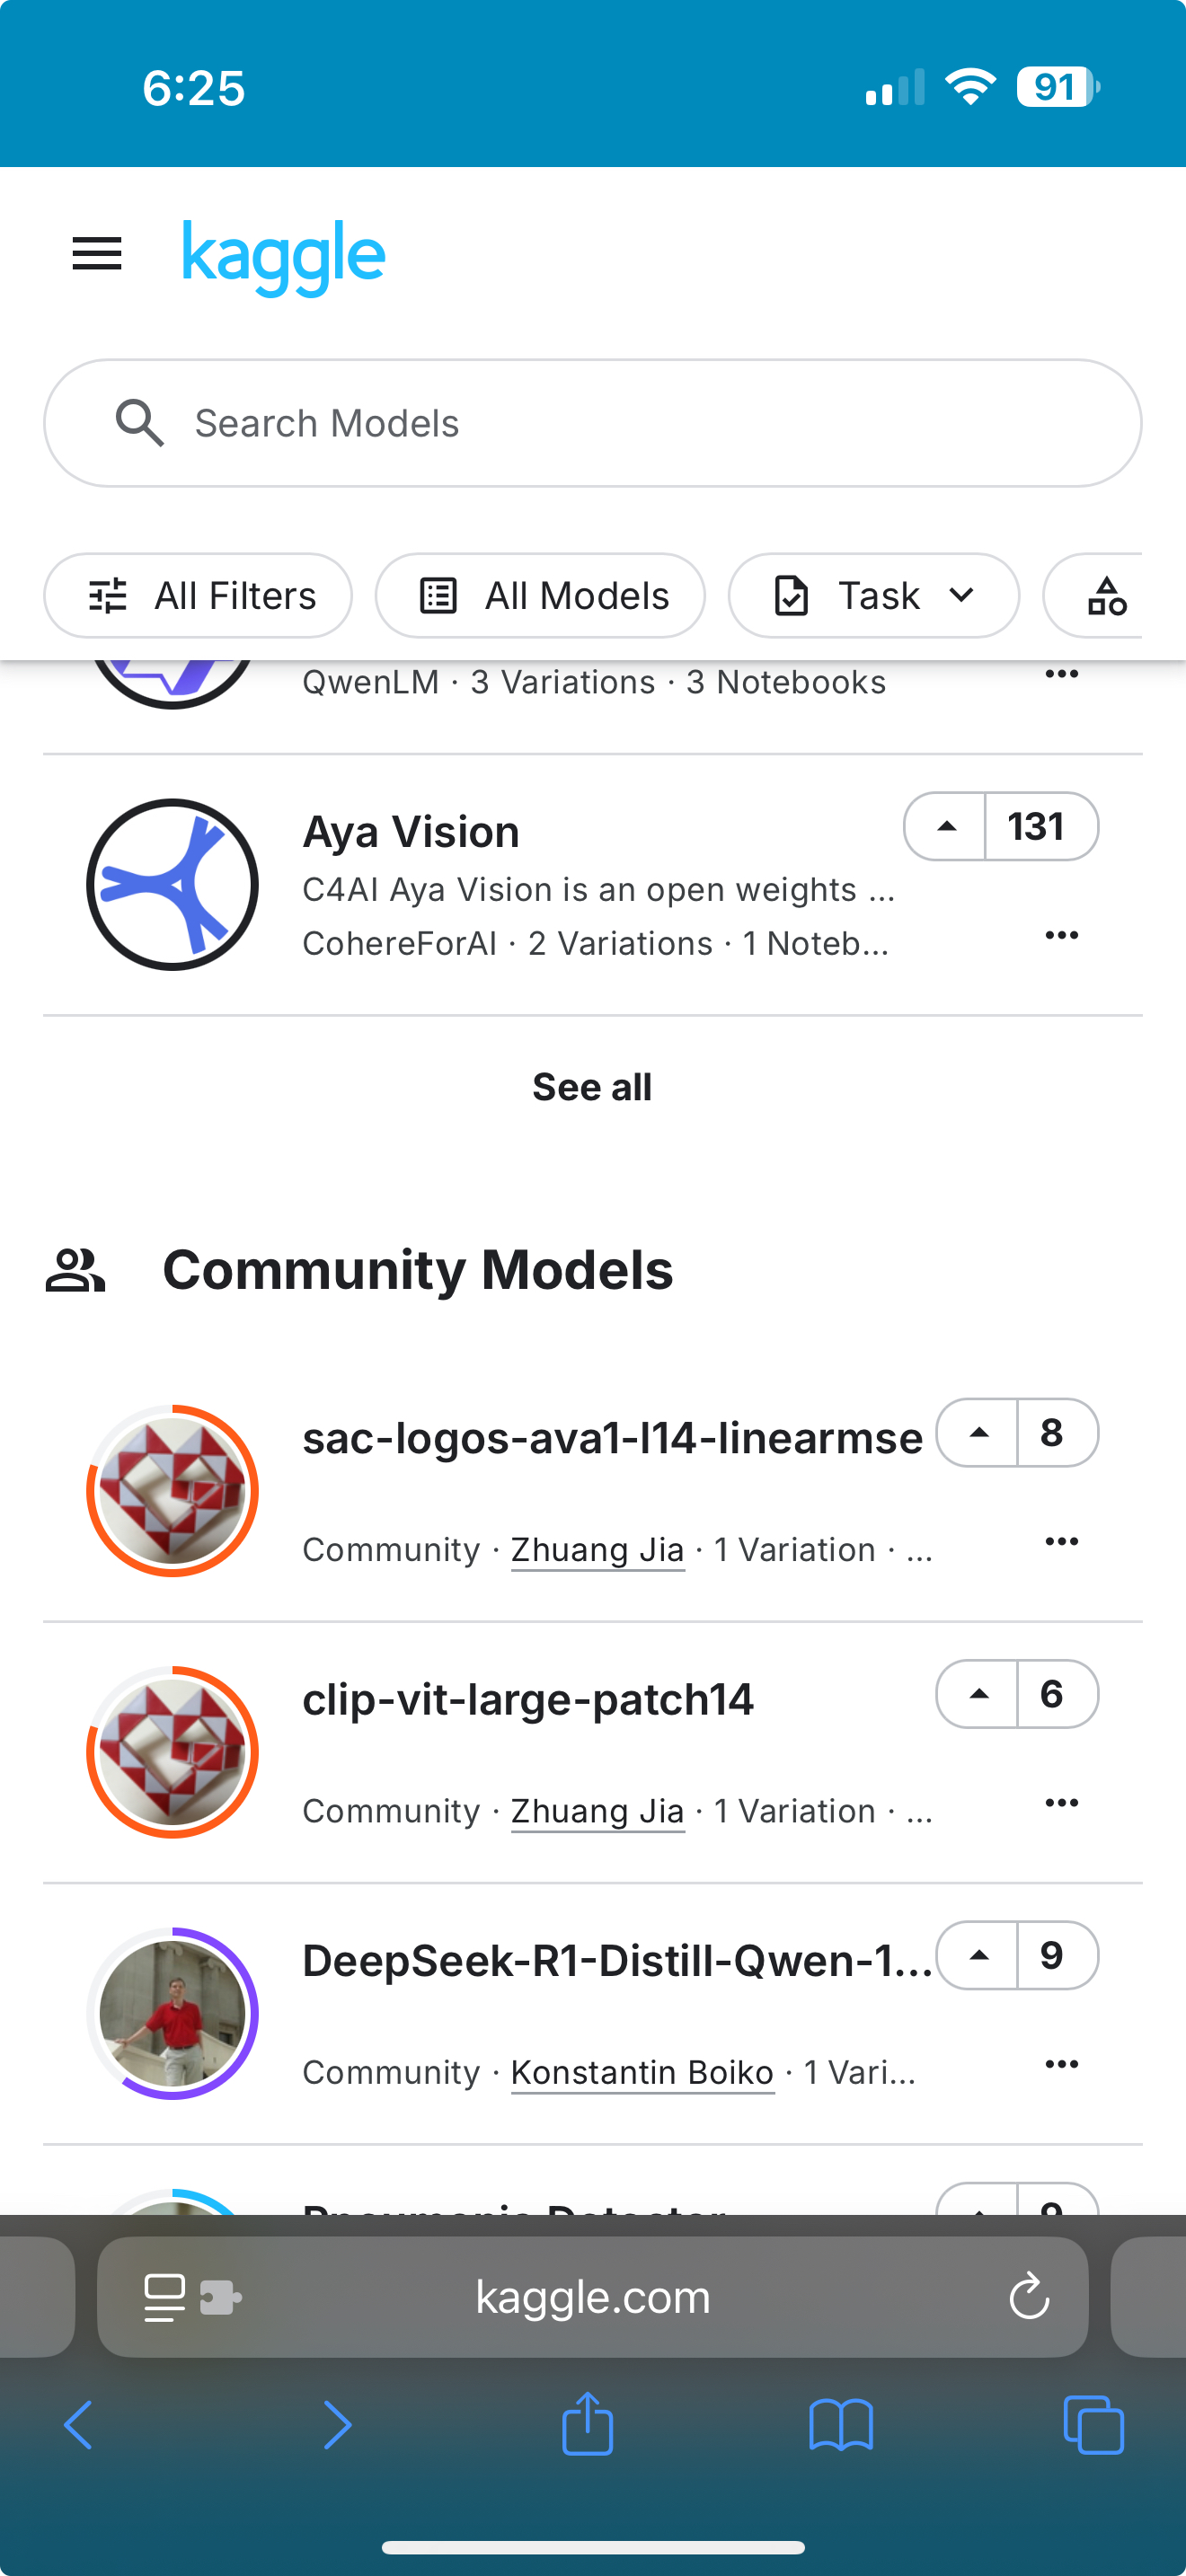 6:25
91
kaggle
Search Models
All Filters
All Models
Task
QwenLM · 3 Variations · 3 Notebooks
Aya Vision
131
C4AI Aya Vision is an open weights ...
CohereForAI · 2 Variations · 1 Noteb...
See all
Community Models
sac-logos-ava1-l14-linearmse
8
Community · Zhuang Jia · 1 Variation · ...
clip-vit-large-patch14
6
Community · Zhuang Jia · 1 Variation · ...
DeepSeek-R1-Distill-Qwen-1...
9
Community · Konstantin Boiko · 1 Vari...
Pneumonia Detector
kaggle.com